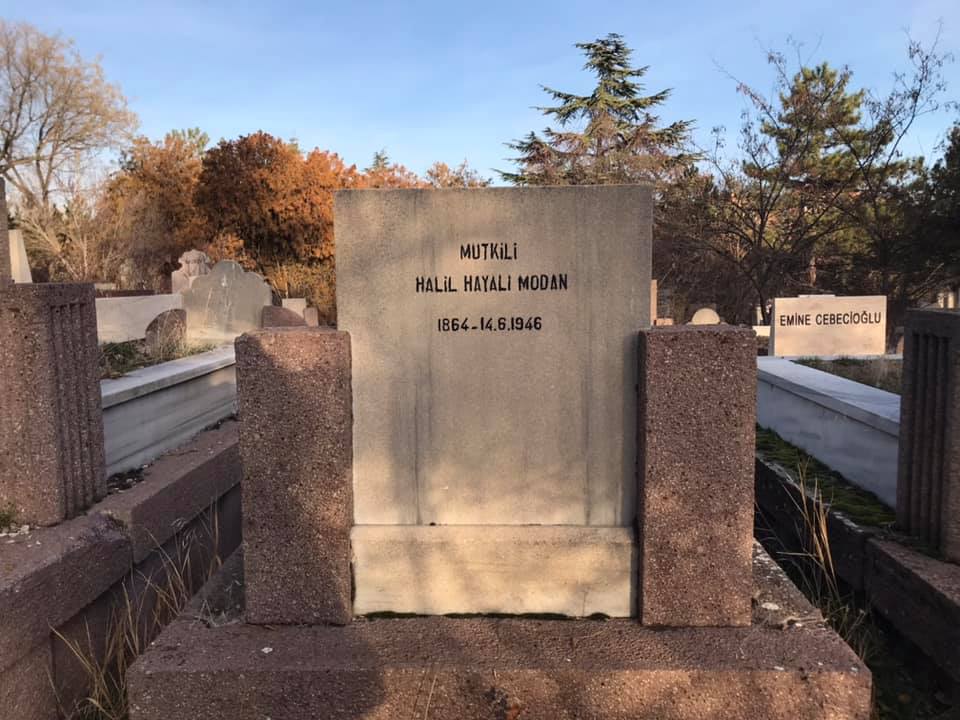 MUTKİLİ
HALİL HAYALI MODAN
1864-14.6.1946
EMİNE CEBECİOĞLU